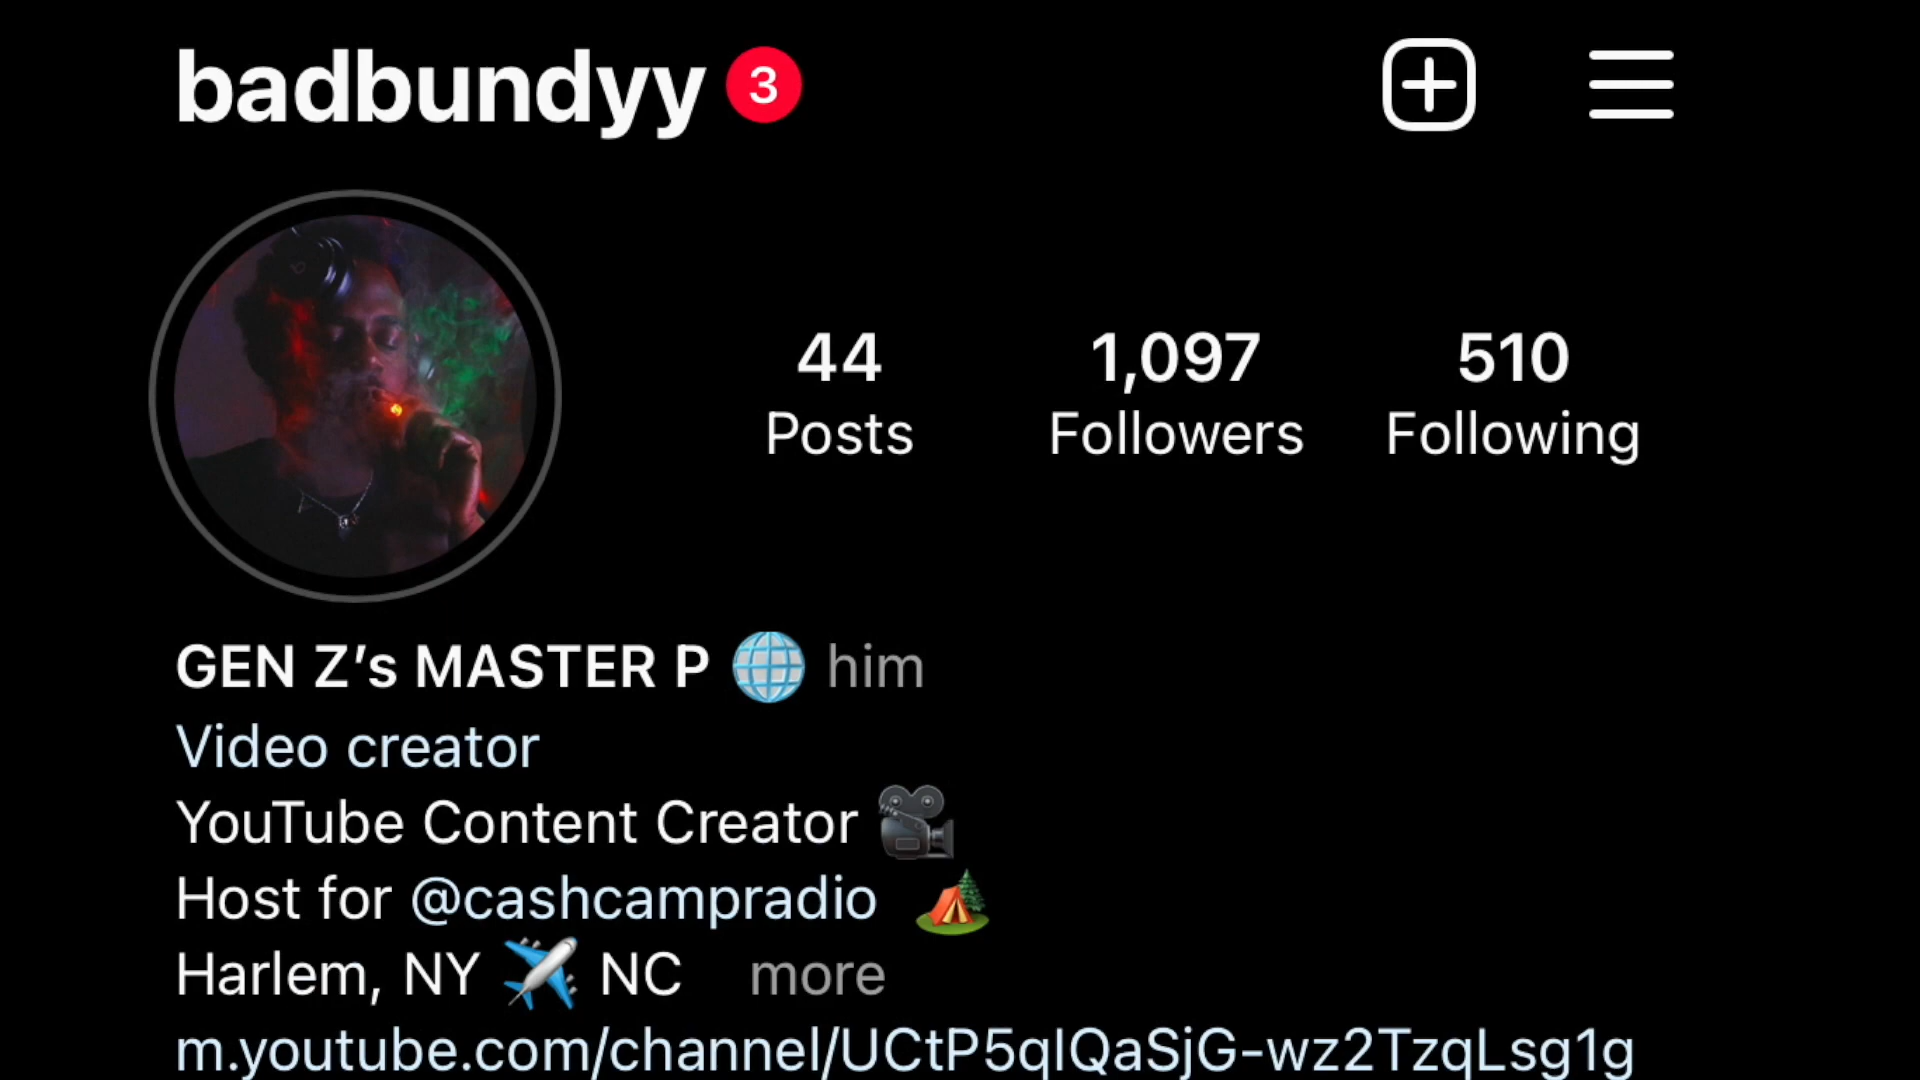 badbundyy 3
44 1,097 510
Posts Followers Following
GEN Z’s MASTER P 🌐 him
Video creator
YouTube Content Creator 🎥
Host for @cashcampradio 🏕️
Harlem, NY ✈️ NC more
m.youtube.com/channel/UCtP5qIQaSjG-wz2TzqLsg1g